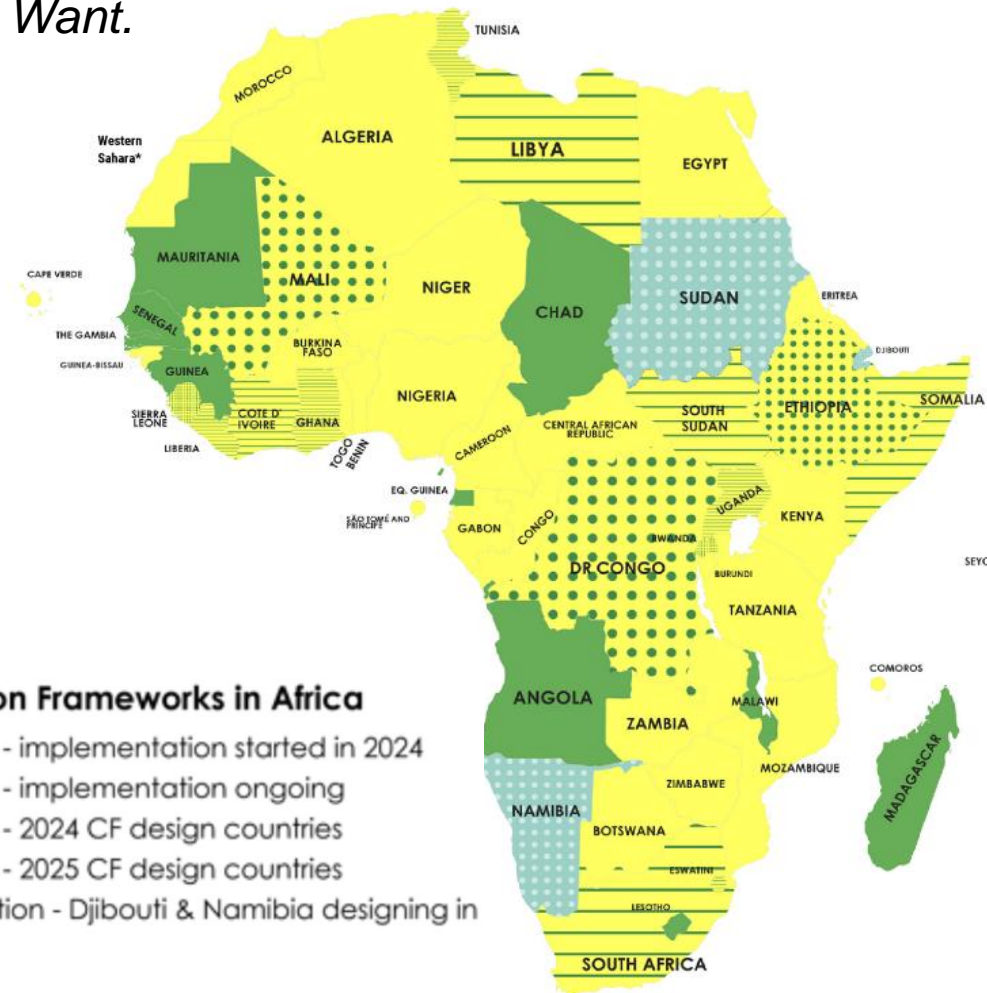 Want.
TUNISIA
MOROCCO
ALGERIA
LIBYA
EGYPT
Western
Sahara*
MAURITANIA
MALI
NIGER
CHAD
SUDAN
ERITREA
CAPE VERDE
SENEGAL
THE GAMBIA
GUINEA-BISSAU
GUINEA
BURKINA
FASO
DJIBOUTI
NIGERIA
SIERRA
LEONE
COTE D'
IVOIRE
GHANA
LIBERIA
TOGO
BENIN
CAMEROON
CENTRAL AFRICAN
REPUBLIC
SOUTH
SUDAN
ETHIOPIA
SOMALIA
EQ. GUINEA
SÃO TOMÉ AND
PRINCIPE
GABON
CONGO
UGANDA
KENYA
RWANDA
DR CONGO
BURUNDI
TANZANIA
SEYC
COMOROS
ANGOLA
ZAMBIA
MALAWI
MOZAMBIQUE
MADAGASCAR
ZIMBABWE
NAMIBIA
BOTSWANA
ESWATINI
LESOTHO
SOUTH AFRICA
on Frameworks in Africa
- implementation started in 2024
- implementation ongoing
- 2024 CF design countries
- 2025 CF design countries
tion - Djibouti & Namibia designing in